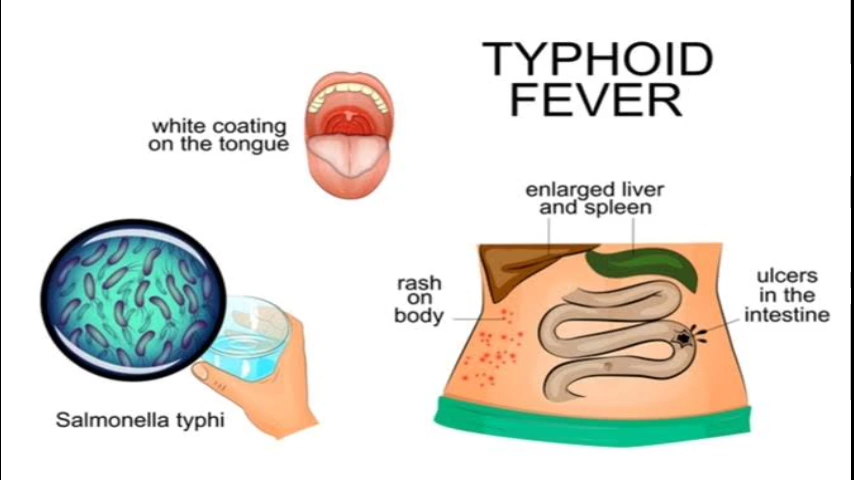 TYPHOID
FEVER
white coating
on the tongue
enlarged liver
and spleen
rash
on
body
ulcers
in the
intestine
Salmonella typhi